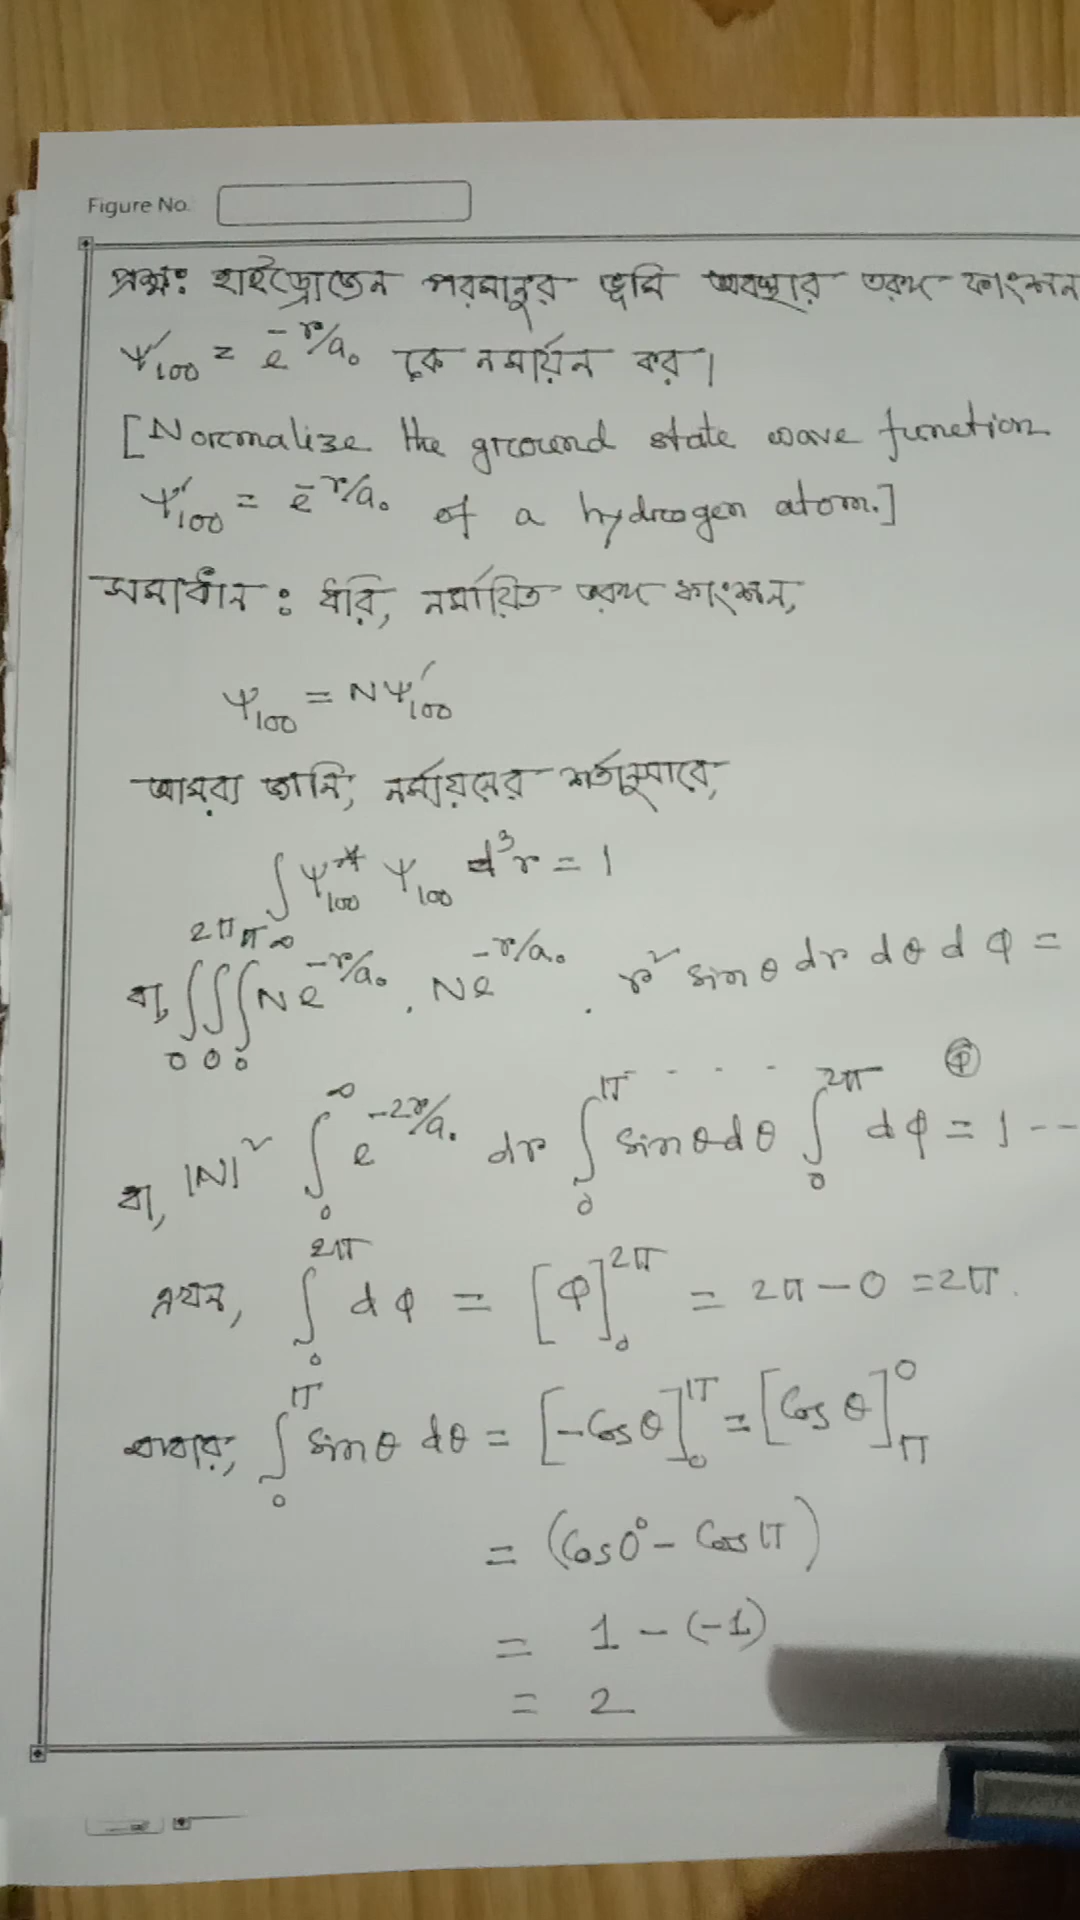 Figure No.
প্রশ্ন: হাইড্রোজেন পরমানুর ভূমি অবস্থার তরঙ্গ ফাংশন
Ψ′₁₀₀ = e^(-r/a₀) কে নর্মায়ন কর।
[Normalize the ground state wave function
Ψ′₁₀₀ = e^(-r/a₀) of a hydrogen atom.]
সমাধান: ধরি, নর্মায়িত তরঙ্গ ফাংশন,
Ψ₁₀₀ = NΨ′₁₀₀
আমরা জানি, নর্মায়নের শর্তানুসারে,
∫ Ψ*₁₀₀ Ψ₁₀₀ d³r = 1
বা, ∫₀^2π ∫₀^π ∫₀^∞ N e^(-r/a₀) . N e^(-r/a₀) . r² sinθ dr dθ dφ =
বা, |N|² ∫₀^∞ e^(-2r/a₀) dr ∫₀^π sinθ dθ ∫₀^2π dφ = 1 --
এখন, ∫₀^2π dφ = [φ]₀^2π = 2π - 0 = 2π.
আবার, ∫₀^π sinθ dθ = [-Cosθ]₀^π = [Cosθ]_π^0
= (Cos0° - Cosπ)
= 1 - (-1)
= 2